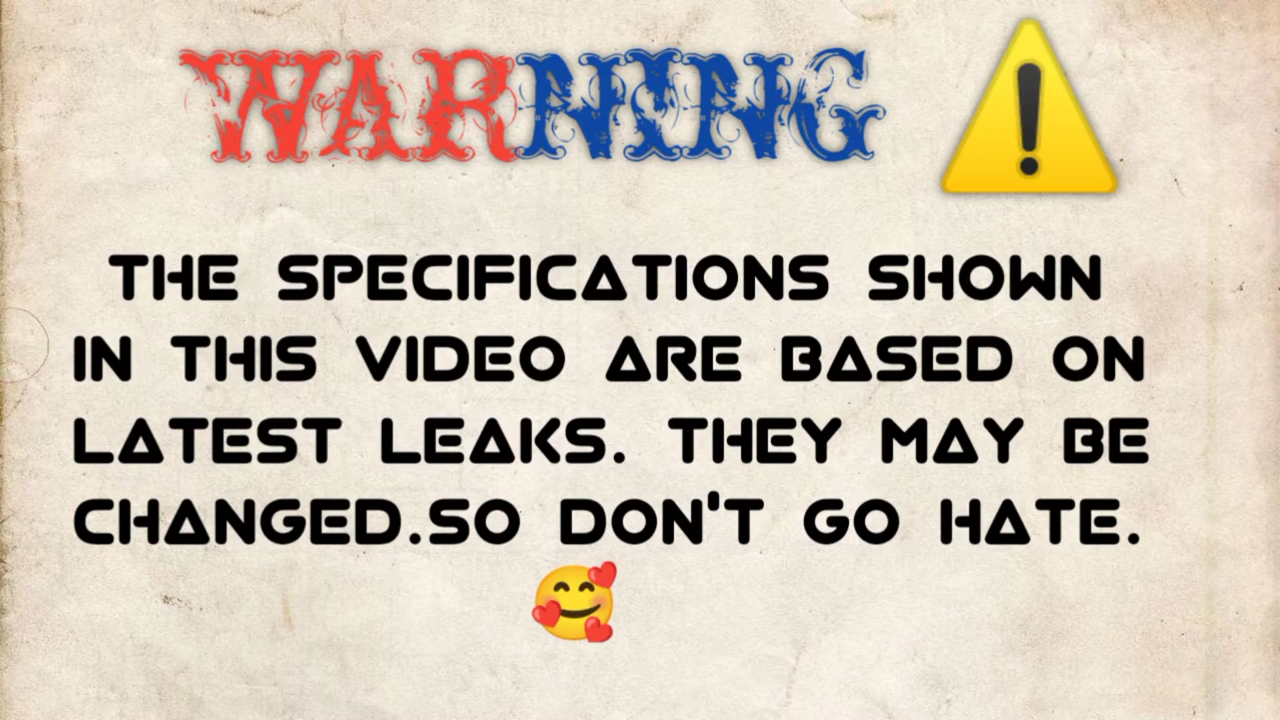 WARNING ⚠️
THE SPECIFICATIONS SHOWN
IN THIS VIDEO ARE BASED ON
LATEST LEAKS. THEY MAY BE
CHANGED.SO DON'T GO HATE.
🥰